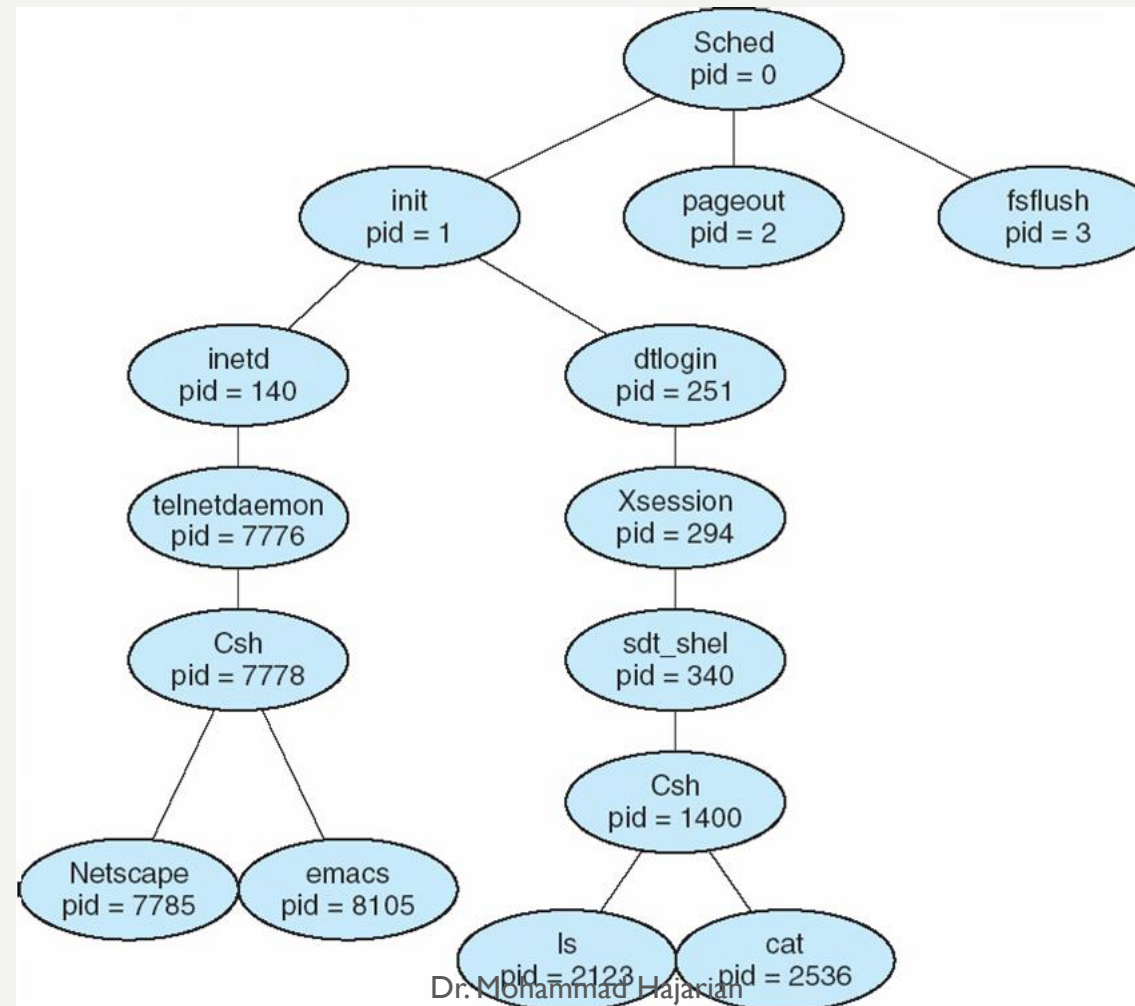 Sched
pid = 0
init
pid = 1
pageout
pid = 2
fsflush
pid = 3
inetd
pid = 140
dtlogin
pid = 251
telnetdaemon
pid = 7776
Xsession
pid = 294
Csh
pid = 7778
sdt_shel
pid = 340
Csh
pid = 1400
Netscape
pid = 7785
emacs
pid = 8105
ls
pid = 2123
cat
pid = 2536
Dr. Mohammad Hajarian